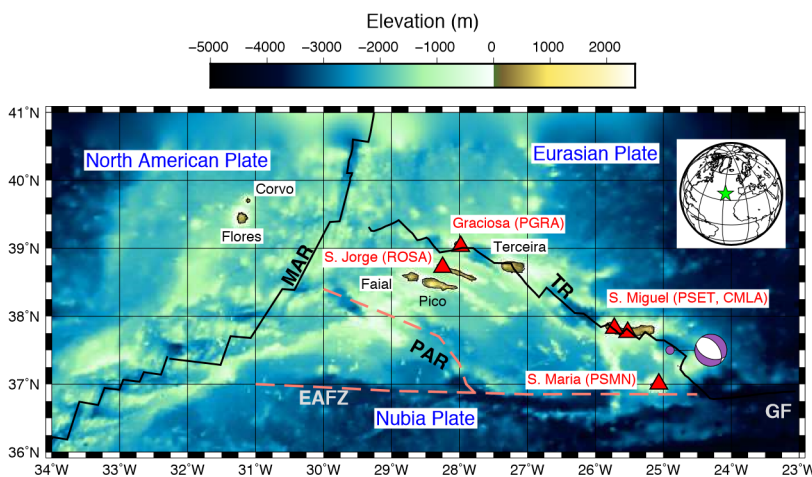 Elevation (m)
−5000 −4000 −3000 −2000 −1000 0 1000 2000
41°N
North American Plate
Eurasian Plate
40°N
Corvo
Flores
Graciosa (PGRA)
39°N
MAR
S. Jorge (ROSA)
Terceira
Faial
Pico
TR
S. Miguel (PSET, CMLA)
38°N
PAR
S. Maria (PSMN)
37°N
EAFZ
Nubia Plate
GF
36°N
34°W 33°W 32°W 31°W 30°W 29°W 28°W 27°W 26°W 25°W 24°W 23°W